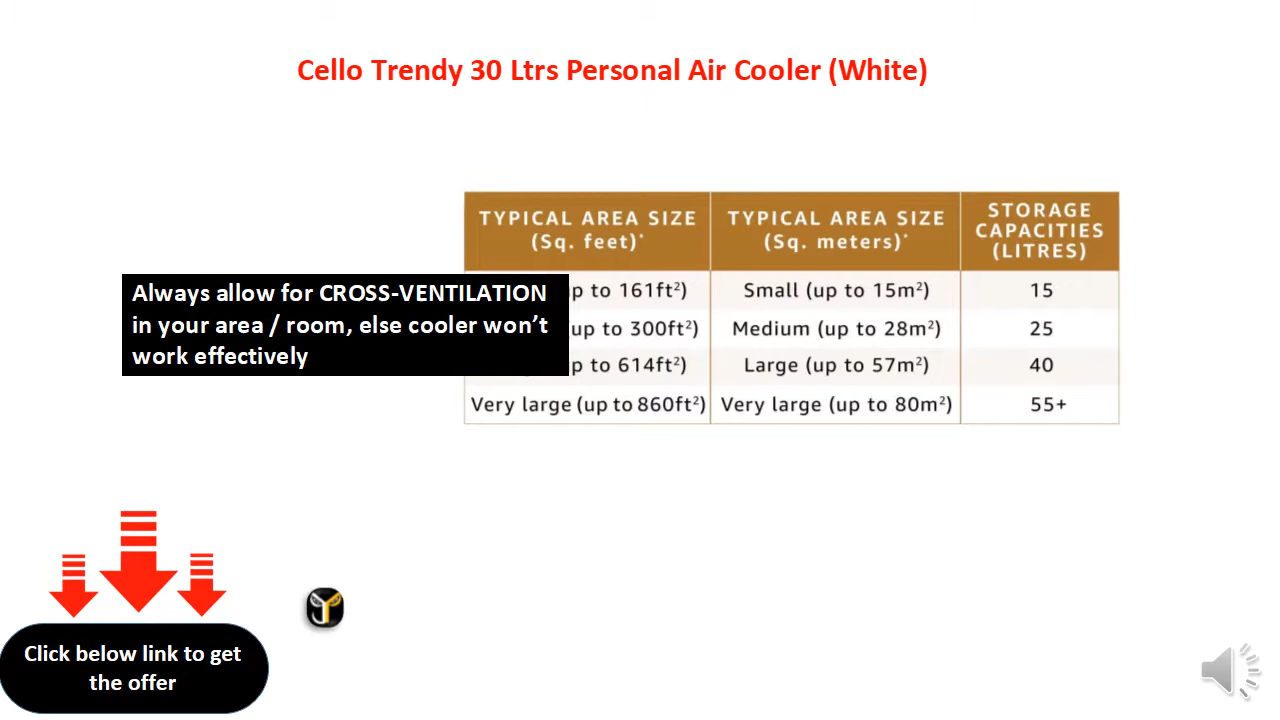 Cello Trendy 30 Ltrs Personal Air Cooler (White)
TYPICAL AREA SIZE
(Sq. feet)*
TYPICAL AREA SIZE
(Sq. meters)*
STORAGE
CAPACITIES
(LITRES)
Always allow for CROSS-VENTILATION
in your area / room, else cooler won’t
work effectively
to 161ft²) Small (up to 15m²) 15
(up to 300ft²) Medium (up to 28m²) 25
to 614ft²) Large (up to 57m²) 40
Very large (up to 860ft²) Very large (up to 80m²) 55+
Click below link to get
the offer